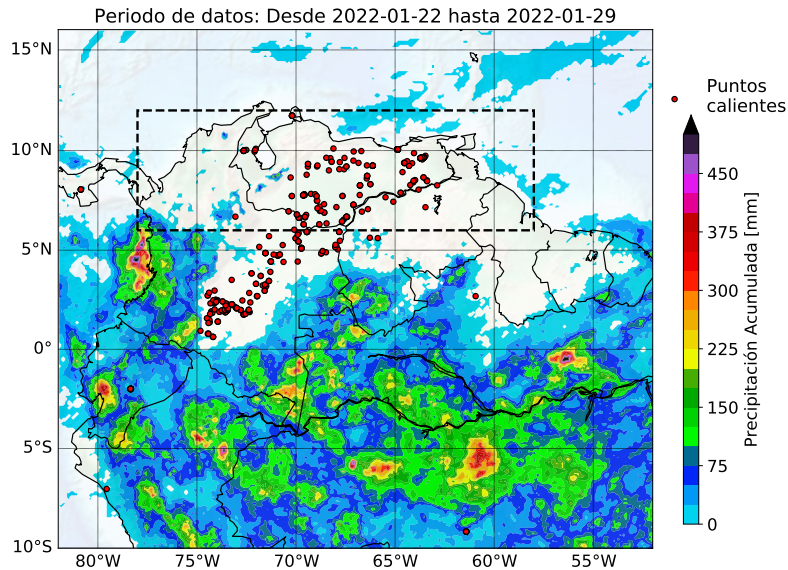 Periodo de datos: Desde 2022-01-22 hasta 2022-01-29
15°N
10°N
5°N
0°
5°S
10°S
80°W
75°W
70°W
65°W
60°W
55°W
Puntos
calientes
450
375
300
225
150
75
0
Precipitación Acumulada [mm]